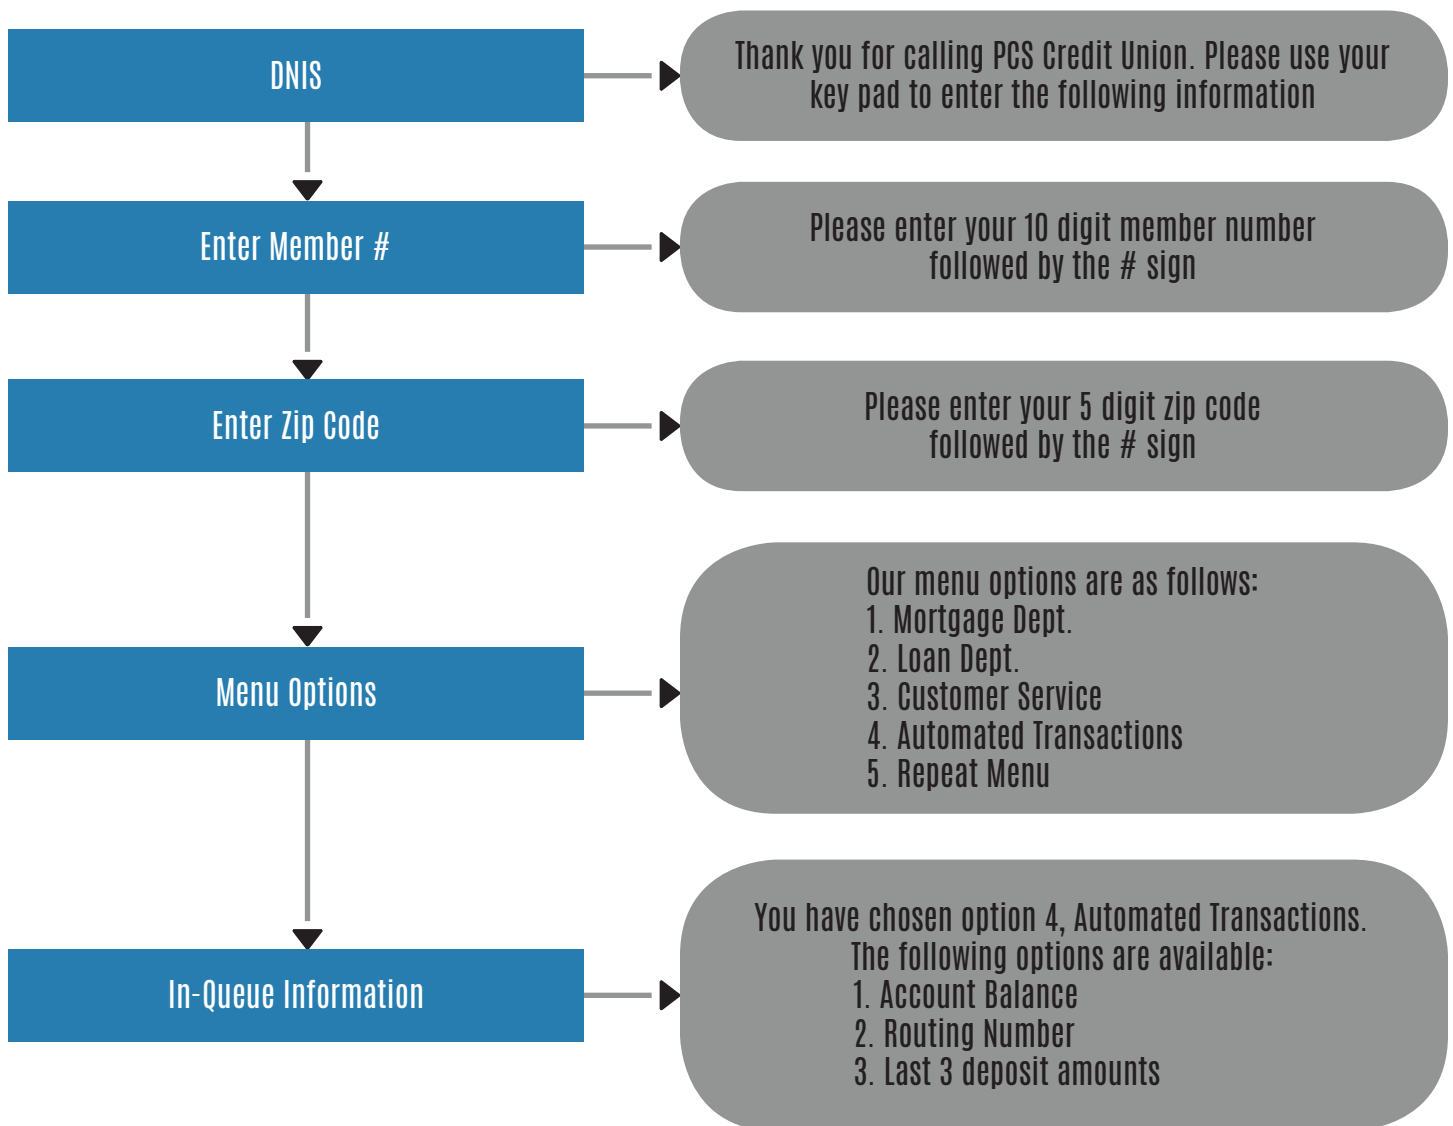 DNIS
Thank you for calling PCS Credit Union. Please use your
key pad to enter the following information
Enter Member #
Please enter your 10 digit member number
followed by the # sign
Enter Zip Code
Please enter your 5 digit zip code
followed by the # sign
Menu Options
Our menu options are as follows:
1. Mortgage Dept.
2. Loan Dept.
3. Customer Service
4. Automated Transactions
5. Repeat Menu
In-Queue Information
You have chosen option 4, Automated Transactions.
The following options are available:
1. Account Balance
2. Routing Number
3. Last 3 deposit amounts